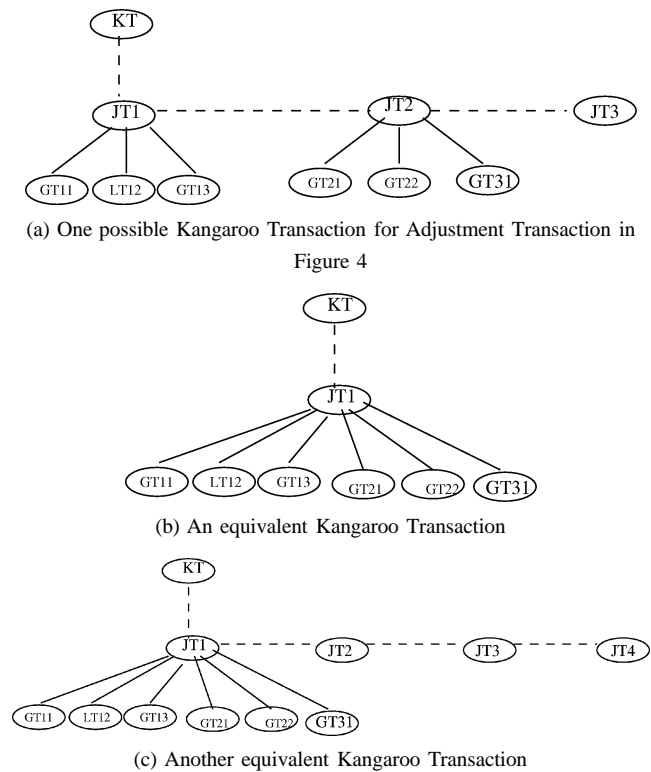 KT
JT1 JT2 JT3
GT11 LT12 GT13 GT21 GT22 GT31
(a) One possible Kangaroo Transaction for Adjustment Transaction in
Figure 4
KT
JT1
GT11 LT12 GT13 GT21 GT22 GT31
(b) An equivalent Kangaroo Transaction
KT
JT1 JT2 JT3 JT4
GT11 LT12 GT13 GT21 GT22 GT31
(c) Another equivalent Kangaroo Transaction